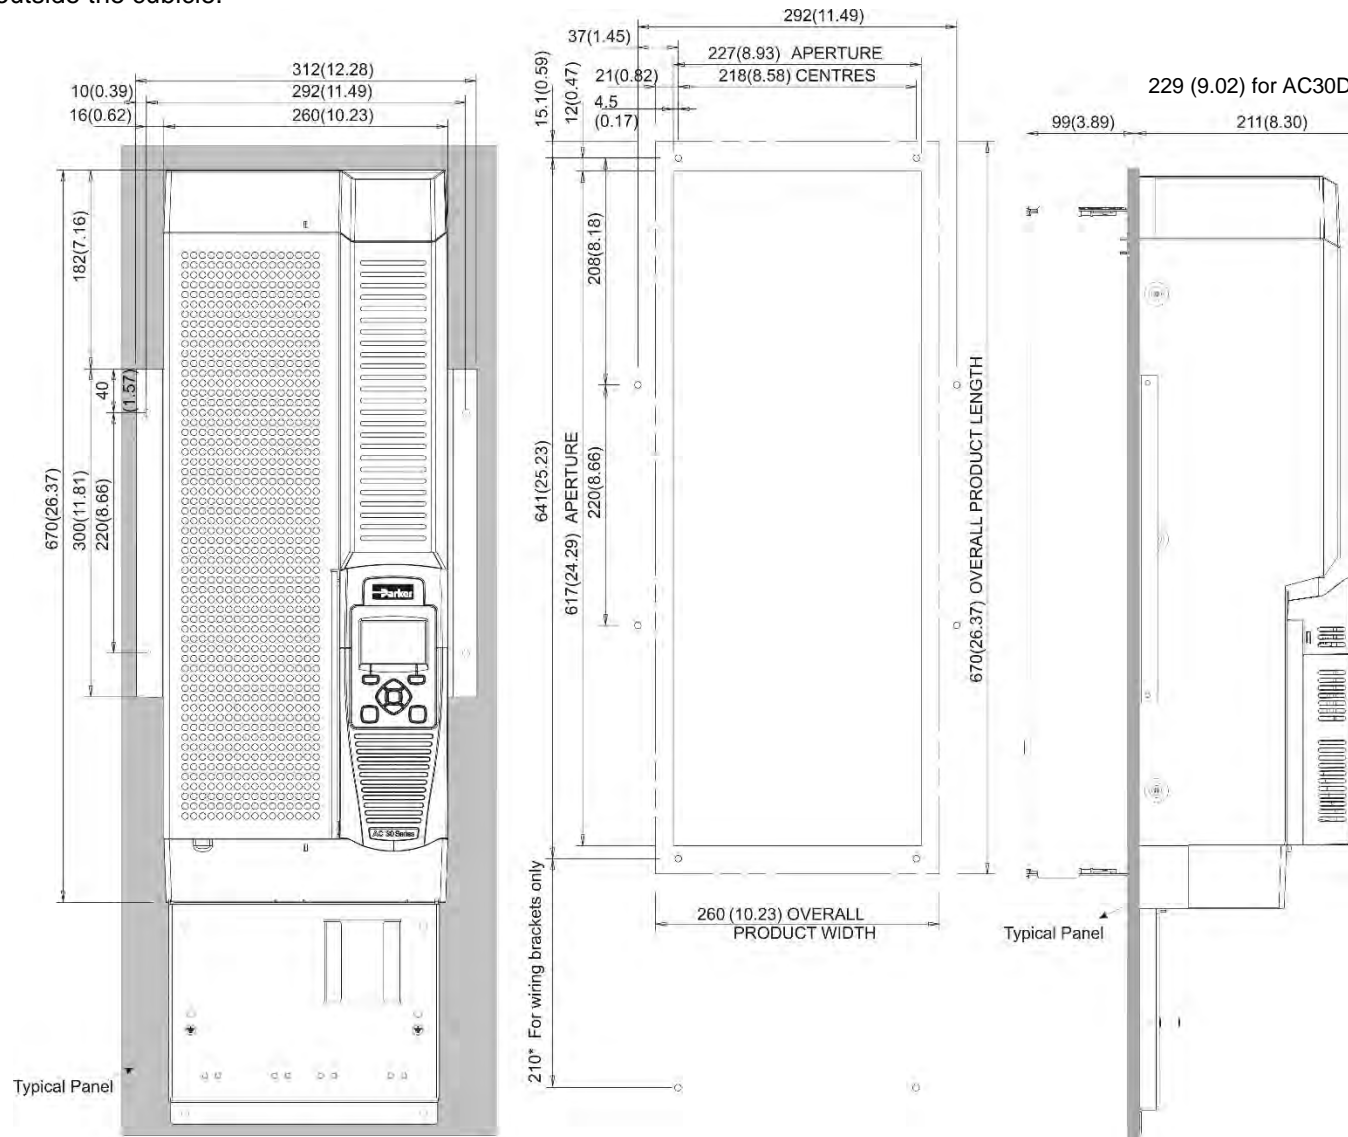 outside the cubicle.
312(12.28)
10(0.39)
292(11.49)
16(0.62)
260(10.23)
182(7.16)
40
(1.57)
670(26.37)
300(11.81)
220(8.66)
Parker
AC 30 Series
Typical Panel
292(11.49)
37(1.45)
227(8.93) APERTURE
21(0.82)
218(8.58) CENTRES
4.5
(0.17)
15.1(0.59)
12(0.47)
208(8.18)
641(25.23)
617(24.29) APERTURE
220(8.66)
670(26.37) OVERALL PRODUCT LENGTH
260 (10.23) OVERALL
PRODUCT WIDTH
210* For wiring brackets only
229 (9.02) for AC30D
99(3.89)
211(8.30)
Typical Panel